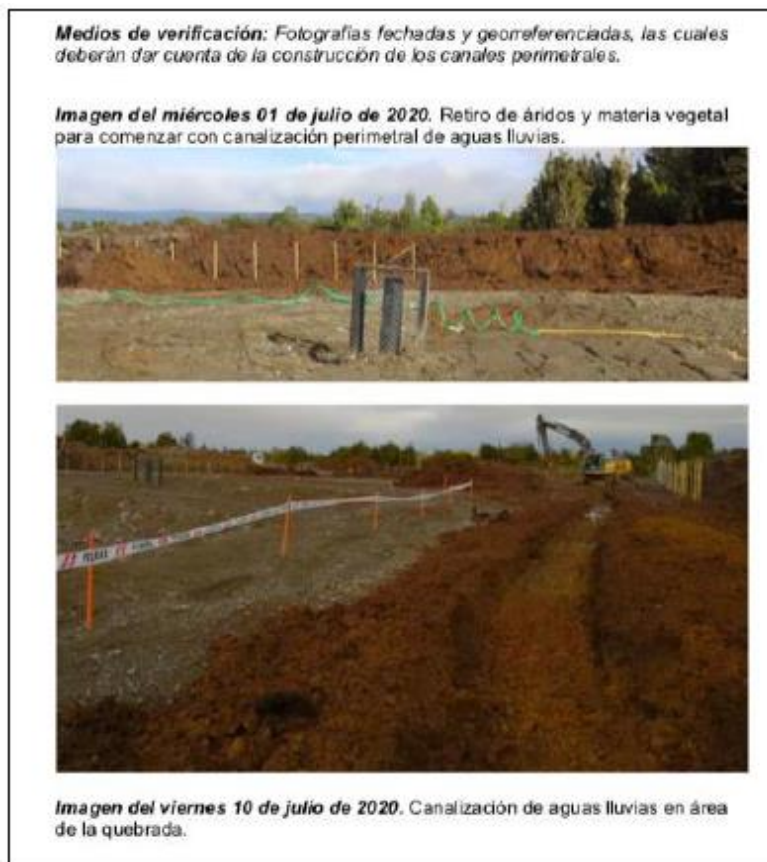 Medios de verificación: Fotografías fechadas y georreferenciadas, las cuales
deberán dar cuenta de la construcción de los canales perimetrales.
Imagen del miércoles 01 de julio de 2020. Retiro de áridos y materia vegetal
para comenzar con canalización perimetral de aguas lluvias.
PELIGRO
Imagen del viernes 10 de julio de 2020. Canalización de aguas lluvias en área
de la quebrada.